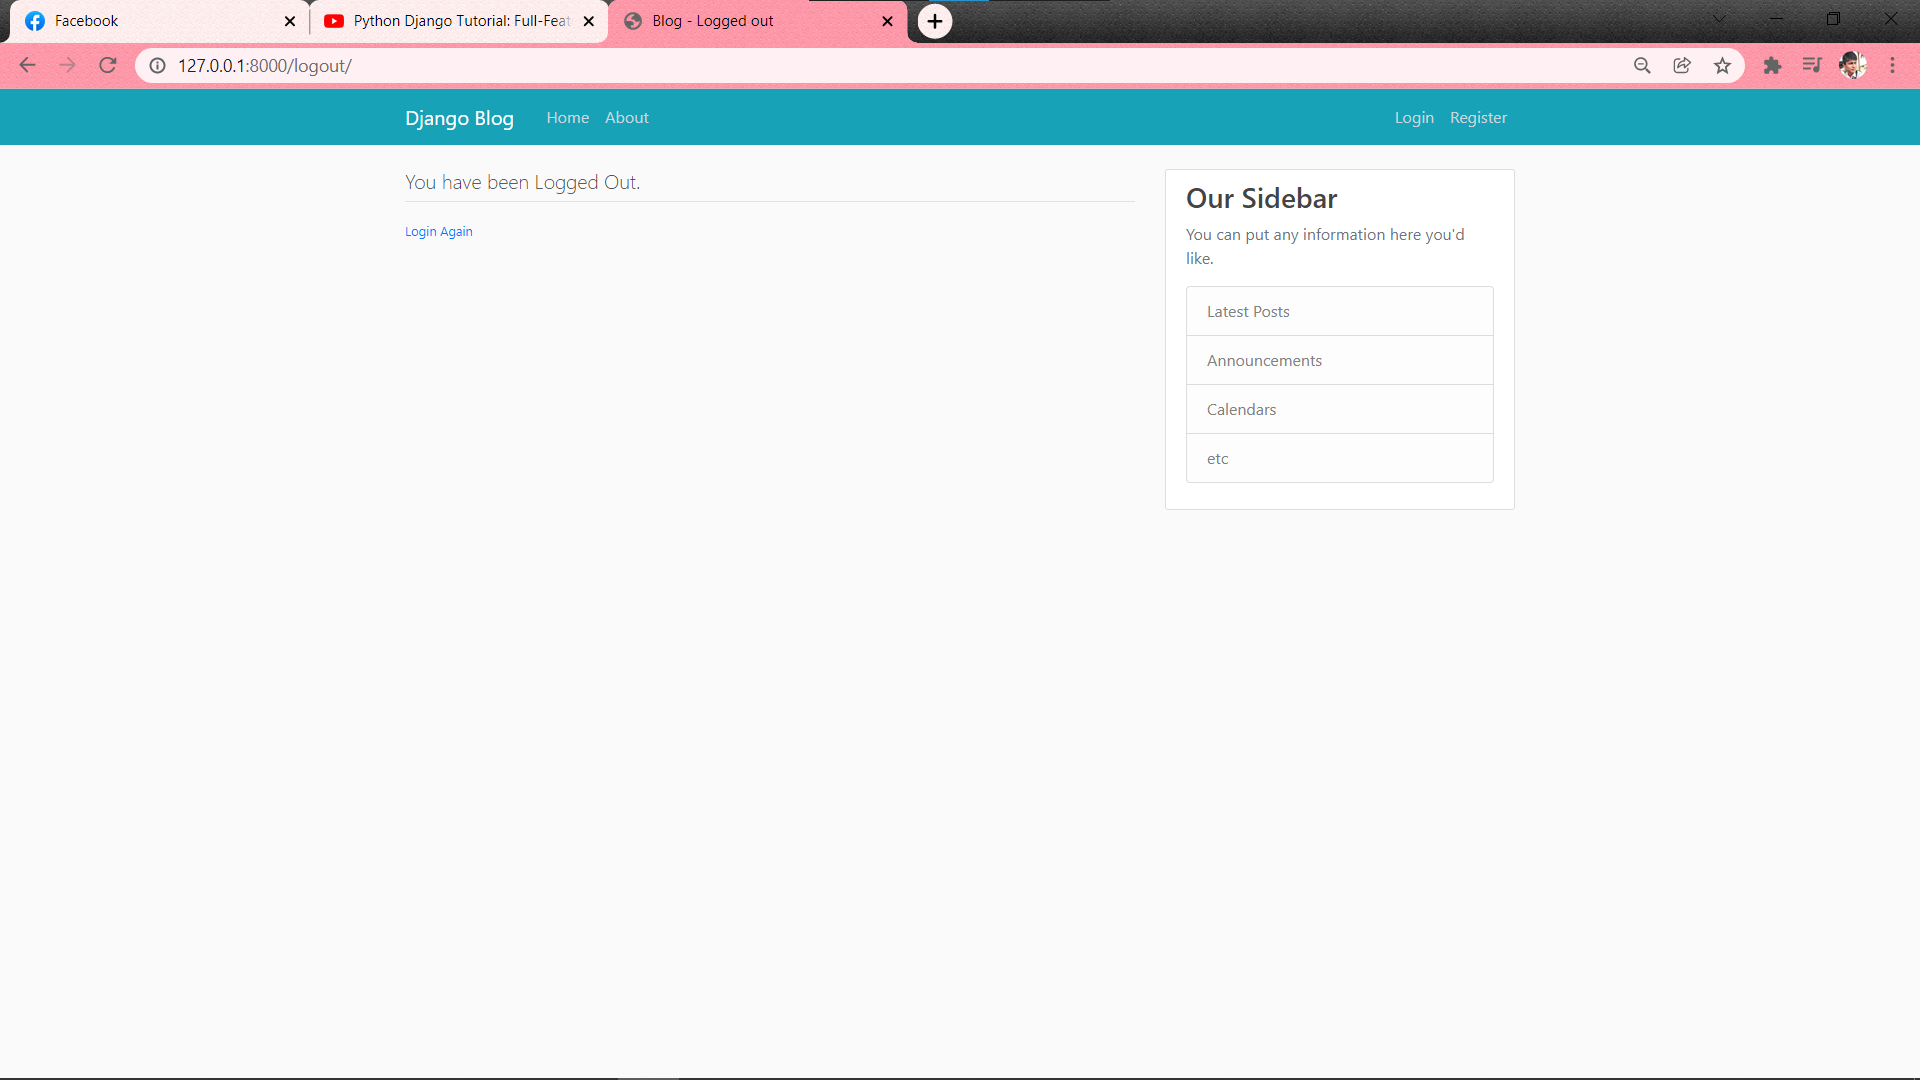 Facebook
Python Django Tutorial: Full-Feat
Blog - Logged out
127.0.0.1:8000/logout/
Django Blog
Home
About
Login
Register
You have been Logged Out.
Login Again
Our Sidebar
You can put any information here you'd
like.
Latest Posts
Announcements
Calendars
etc